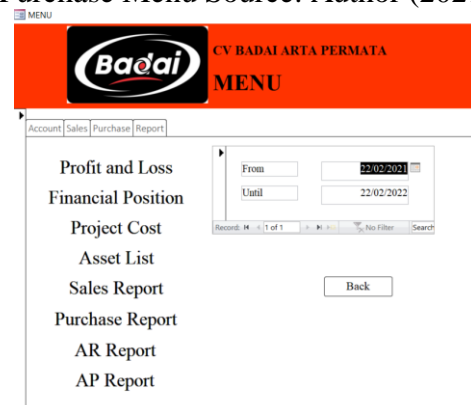 Purchase Menu Source: Author (202
MENU
Badai
CV BADAI ARTA PERMATA
MENU
Account Sales Purchase Report
Profit and Loss
Financial Position
Project Cost
Asset List
Sales Report
Purchase Report
AR Report
AP Report
From 22/02/2021
Until 22/02/2022
Record: 1 of 1 No Filter Search
Back